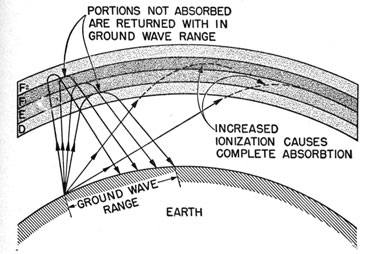 PORTIONS NOT ABSORBED
ARE RETURNED WITH IN
GROUND WAVE RANGE
F2
F1
E
D
INCREASED
IONIZATION CAUSES
COMPLETE ABSORBTION
GROUND WAVE
RANGE
EARTH